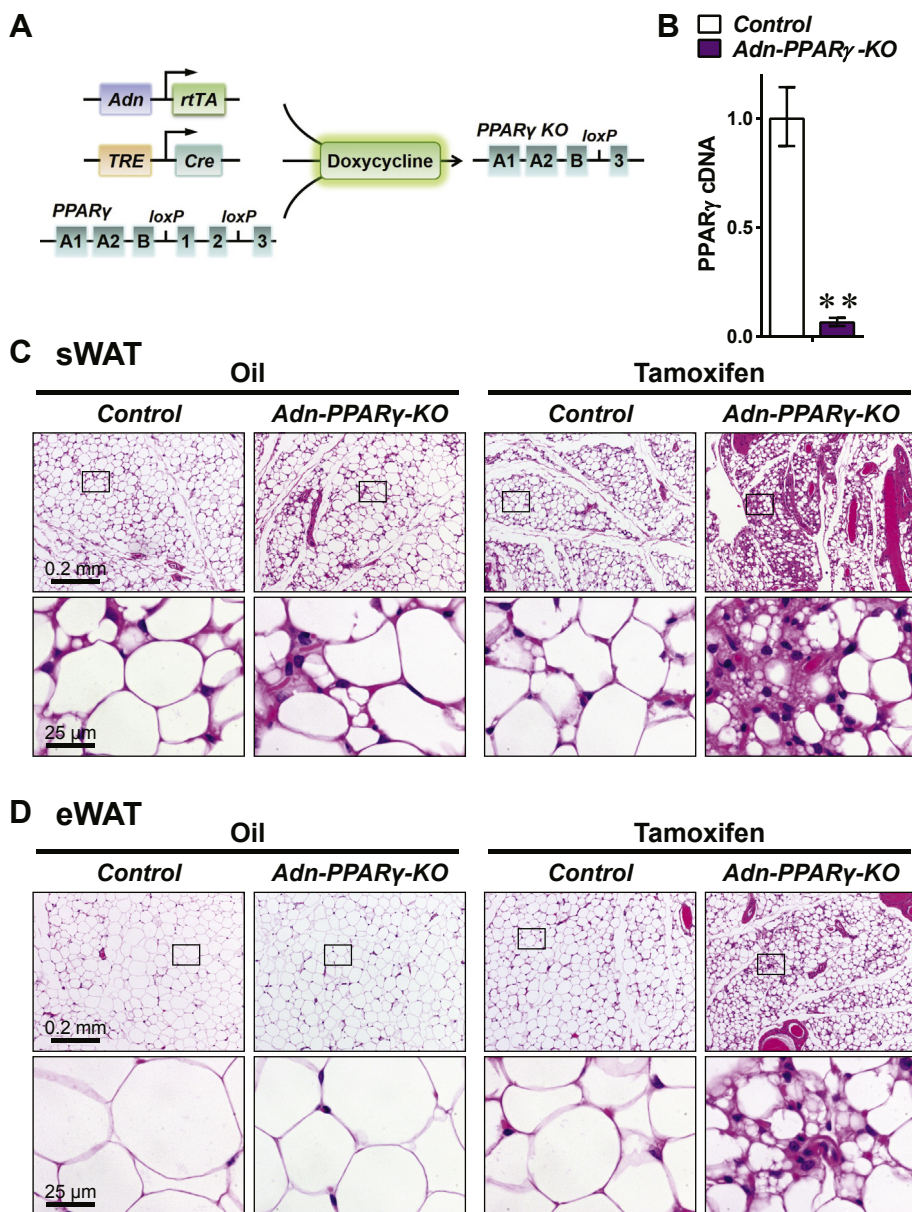 A
Adn rtTA
TRE Cre
PPARγ loxP loxP
A1 A2 B 1 2 3
Doxycycline
PPARγ KO loxP
A1 A2 B 3
B
Control
Adn-PPARγ-KO
PPARγ cDNA
1.0
0.5
0.0
**
C sWAT
Oil Tamoxifen
Control Adn-PPARγ-KO Control Adn-PPARγ-KO
0.2 mm
25 µm
D eWAT
Oil Tamoxifen
Control Adn-PPARγ-KO Control Adn-PPARγ-KO
0.2 mm
25 µm